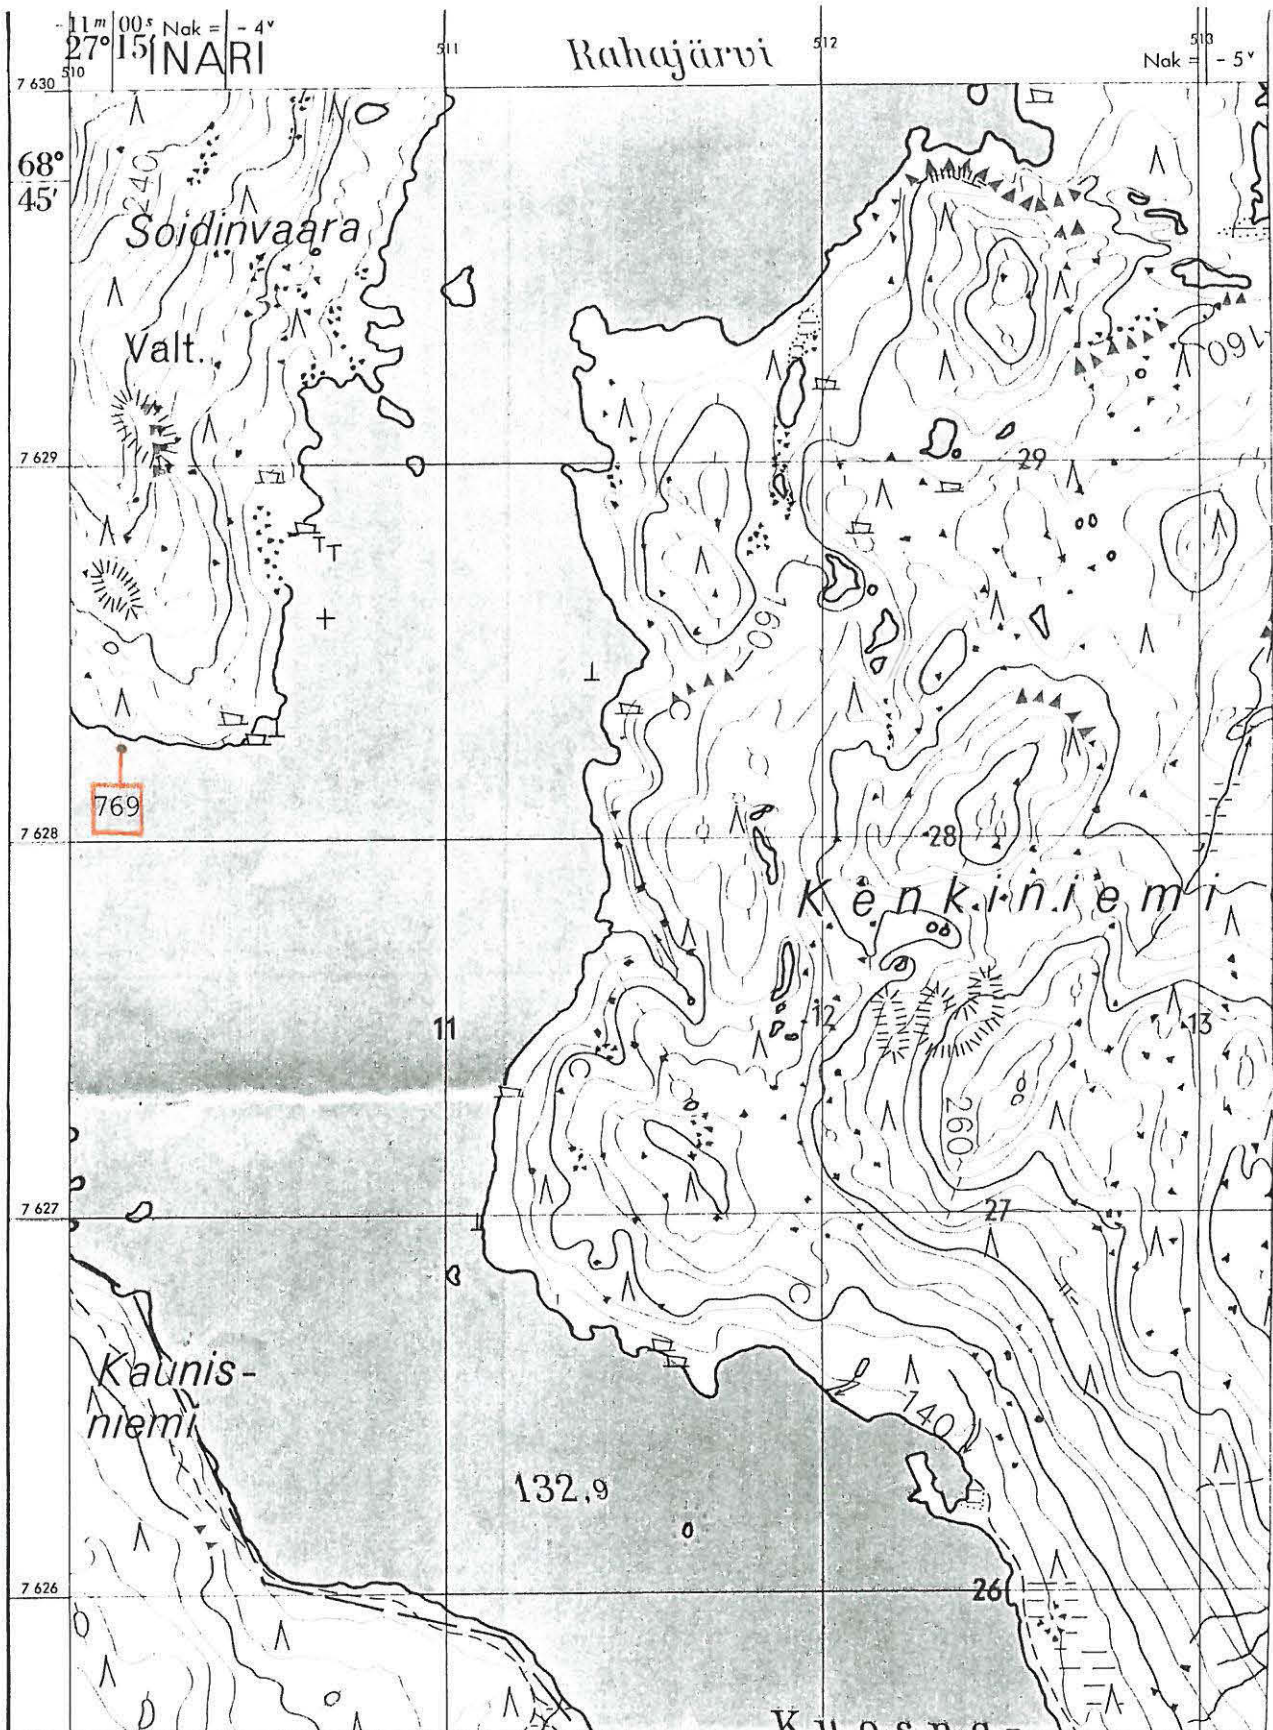 -11ᵐ 00ˢ Nak = -4ᵛ
27° 15' INARI
Rahajärvi
Nak = -5ᵛ
510
511
512
513
7 630
68°
45'
240
Soidinvaara
Valt.
160
7 629
29
160
769
7 628
28
Kenkiniemi
11
12
13
260
7 627
27
Kaunis-
niemi
140
132,9
7 626
26